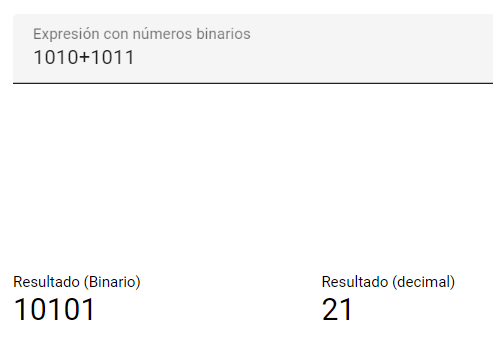 Expresión con números binarios
1010+1011
Resultado (Binario)
10101
Resultado (decimal)
21